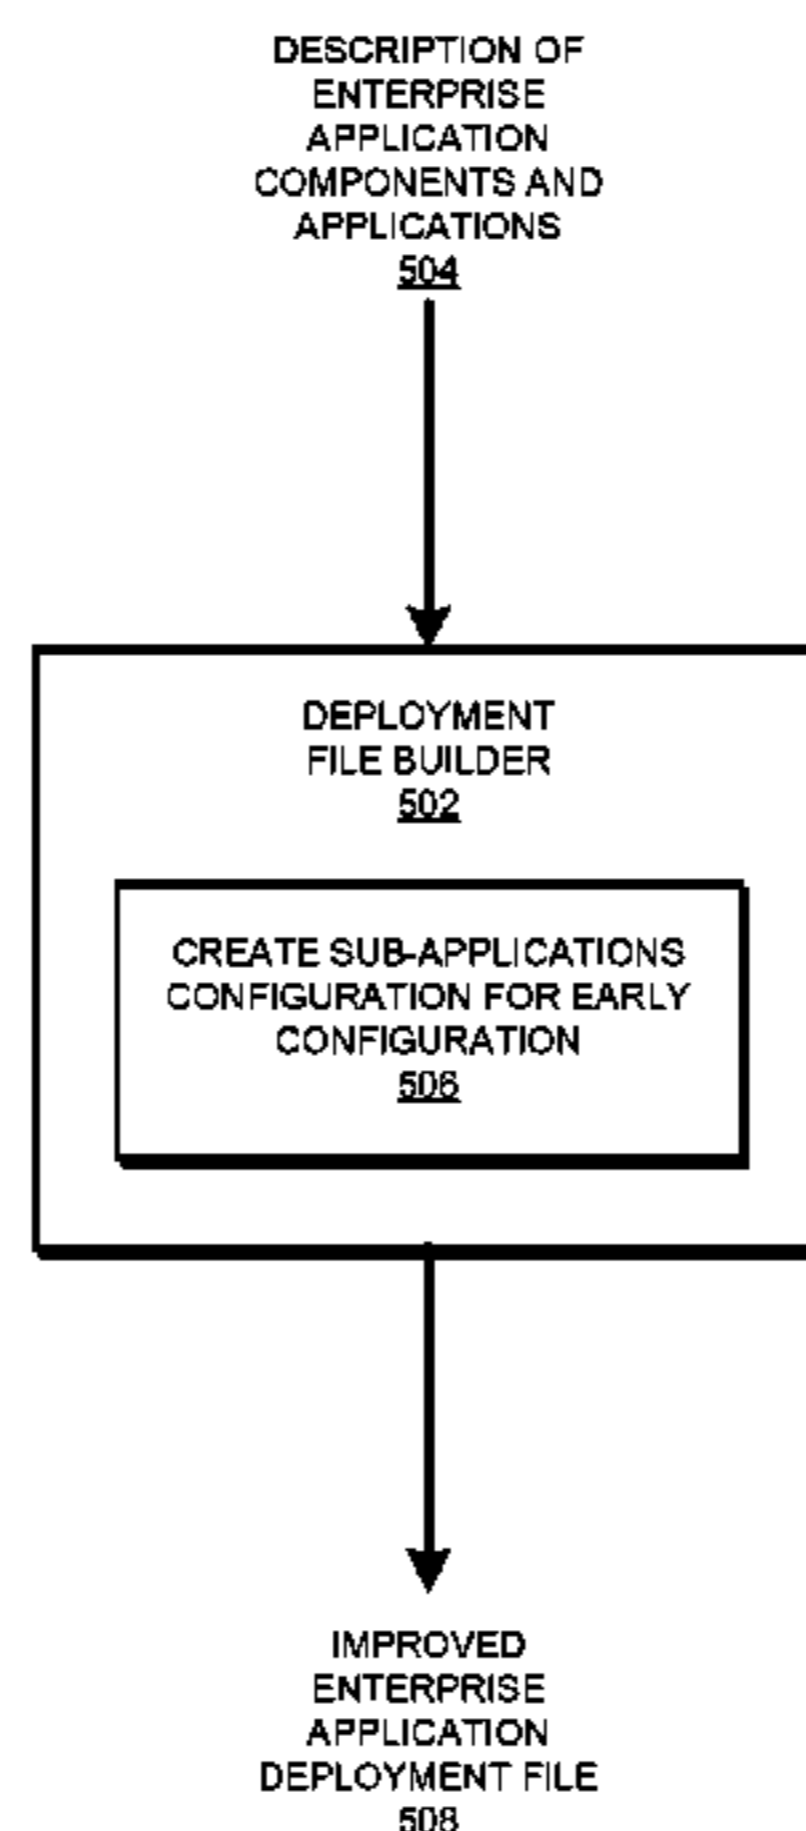 DESCRIPTION OF
ENTERPRISE
APPLICATION
COMPONENTS AND
APPLICATIONS
504
DEPLOYMENT
FILE BUILDER
502
CREATE SUB-APPLICATIONS
CONFIGURATION FOR EARLY
CONFIGURATION
506
IMPROVED
ENTERPRISE
APPLICATION
DEPLOYMENT FILE
508